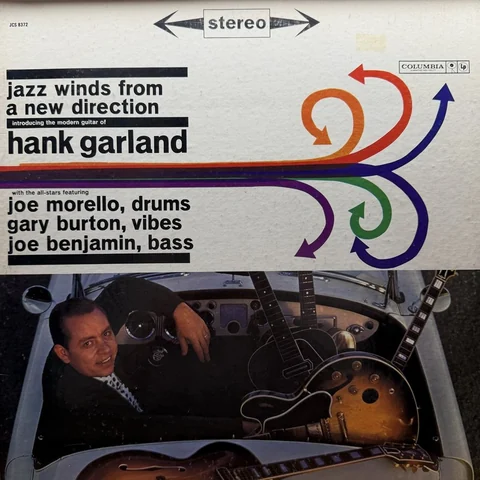 JCS 8372
stereo
COLUMBIA
jazz winds from
a new direction
introducing the modern guitar of
hank garland
with the all-stars featuring
joe morello, drums
gary burton, vibes
joe benjamin, bass